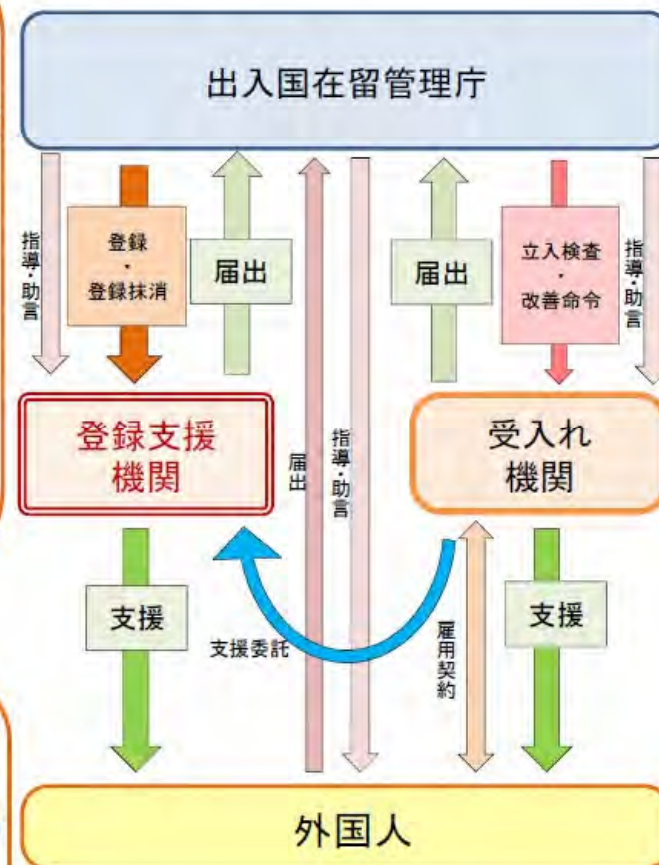 出入国在留管理庁
指導・助言
登録
・
登録抹消
届出
届出
立入検査
・
改善命令
指導・助言
登録支援
機関
届出
指導・助言
受入れ
機関
支援
支援委託
雇用契約
支援
外国人